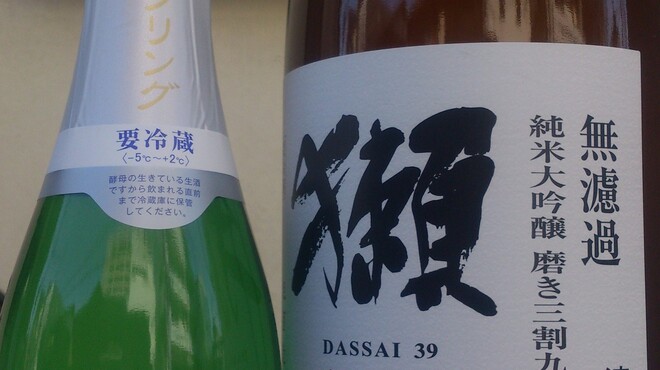 リング
要冷蔵
〈-5℃～+2℃〉
酵母の生きている生酒
ですから飲まれる直前
まで冷蔵庫に保管
してください。
無濾過
純米大吟醸 磨き三割九
獺
DASSAI 39